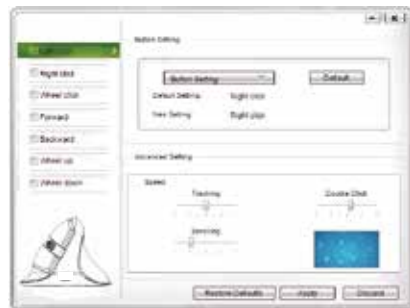 Button Setting
Right click
Button Setting
Default
Wheel click
Default Setting: Right click
Forward
New Setting: Right click
Backward
Wheel up
Advanced Setting
Wheel down
Speed
Tracking
Double Click
Scrolling
Restore Defaults
Apply
Discard